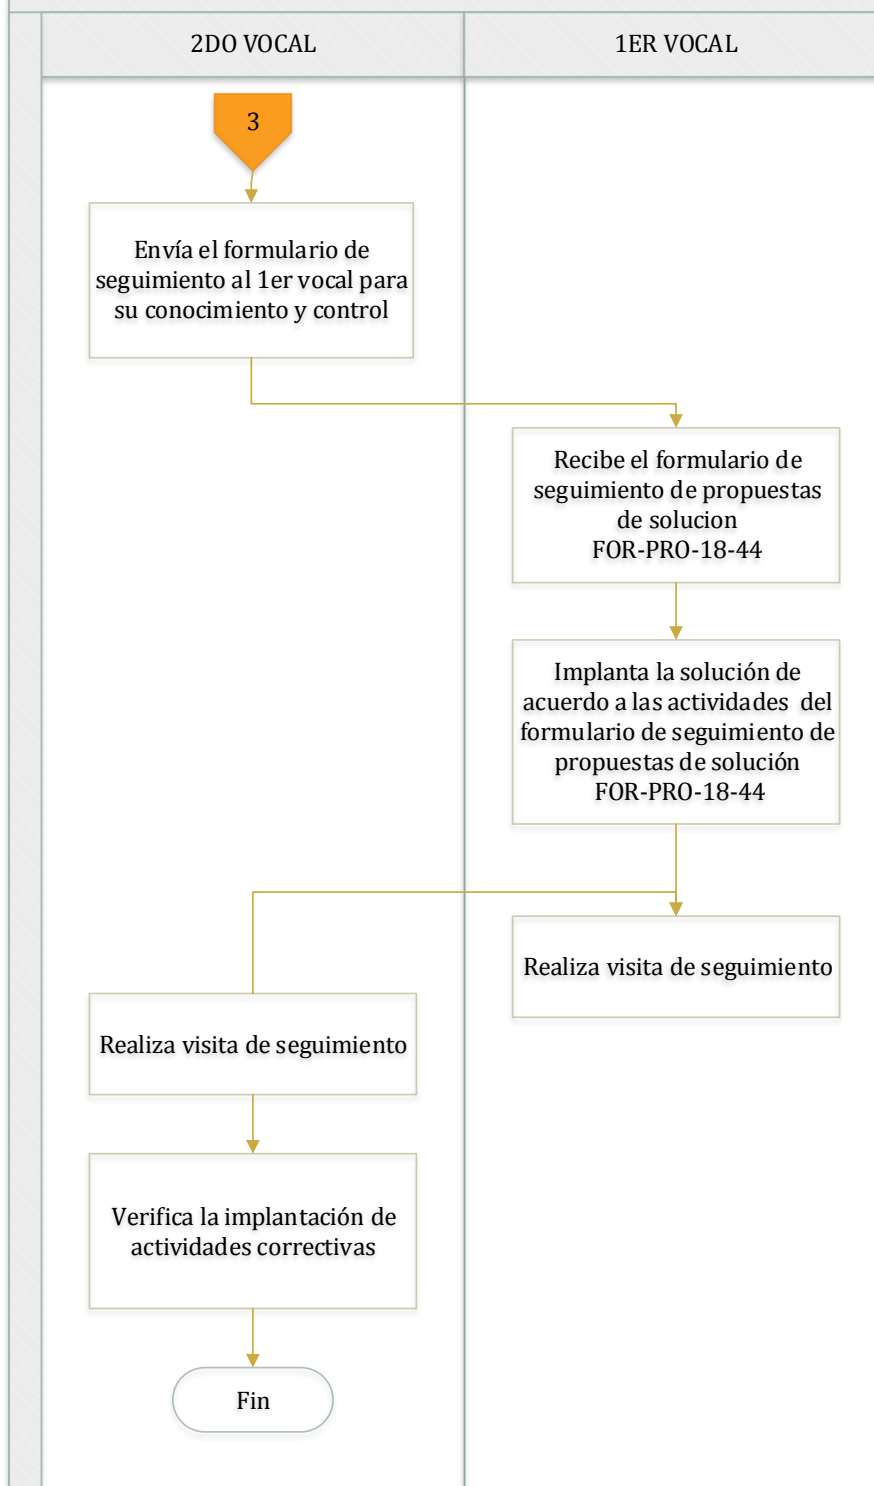 2DO VOCAL
1ER VOCAL
3
Envía el formulario de
seguimiento al 1er vocal para
su conocimiento y control
Recibe el formulario de
seguimiento de propuestas
de solucion
FOR-PRO-18-44
Implanta la solución de
acuerdo a las actividades  del
formulario de seguimiento de
propuestas de solución
FOR-PRO-18-44
Realiza visita de seguimiento
Realiza visita de seguimiento
Verifica la implantación de
actividades correctivas
Fin